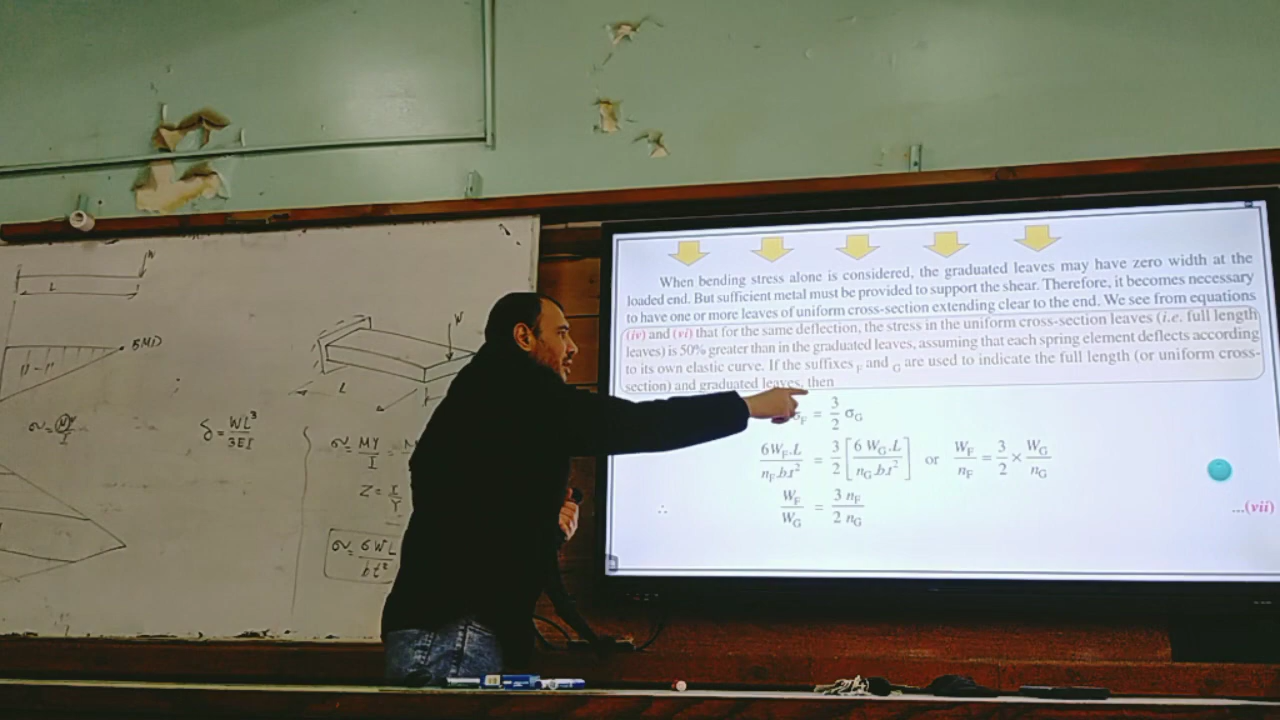 W
L
BMD
δ = WL³/3EI
W
L
σ = MY/I =
Z = I/Y
σ = 6WL/bt²
When bending stress alone is considered, the graduated leaves may have zero width at the
loaded end. But sufficient metal must be provided to support the shear. Therefore, it becomes necessary
to have one or more leaves of uniform cross-section extending clear to the end. We see from equations
(iv) and (vi) that for the same deflection, the stress in the uniform cross-section leaves (i.e. full length
leaves) is 50% greater than in the graduated leaves, assuming that each spring element deflects according
to its own elastic curve. If the suffixes F and G are used to indicate the full length (or uniform cross-
section) and graduated leaves, then
σF = 3/2 σG
6WF.L/nF.bt² = 3/2 [6 WG.L/nG.bt²] or WF/nF = 3/2 × WG/nG
∴ WF/WG = 3 nF/2 nG ...(vii)